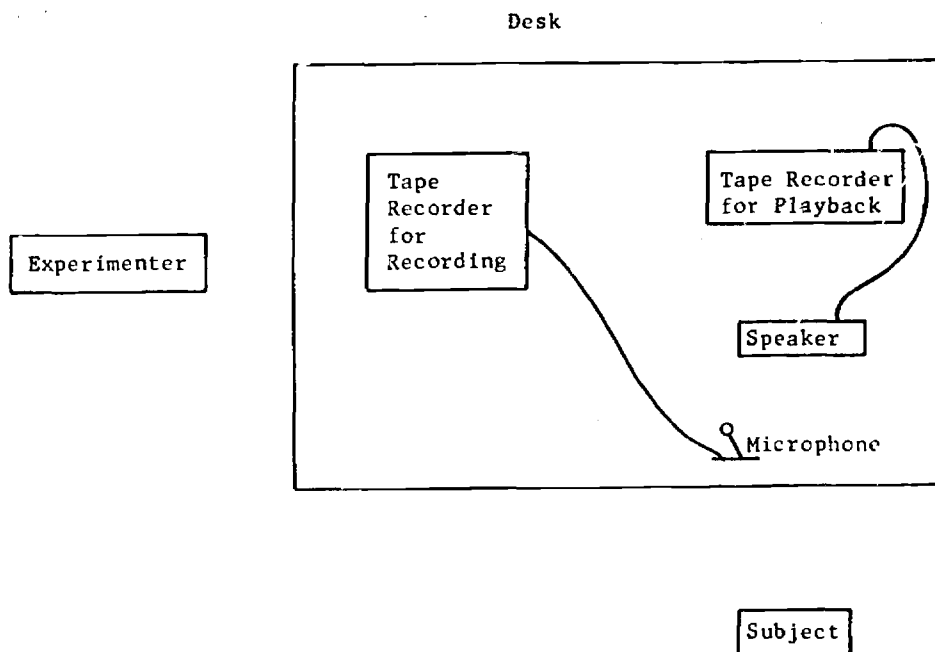 Desk
Tape
Recorder
for
Recording
Tape Recorder
for Playback
Experimenter
Speaker
Microphone
Subject